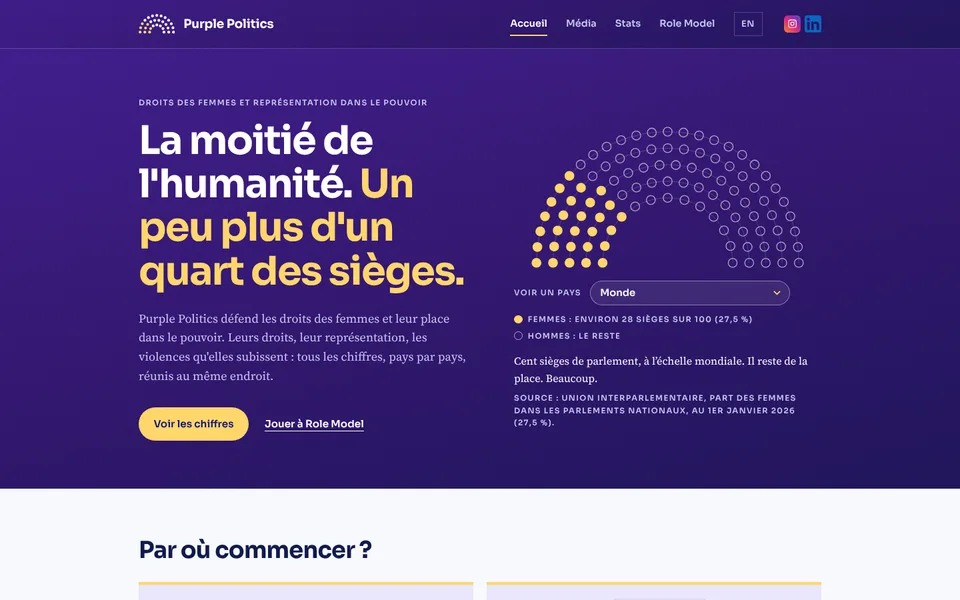 Purple Politics
Accueil
Média
Stats
Role Model
EN
DROITS DES FEMMES ET REPRÉSENTATION DANS LE POUVOIR
La moitié de
l'humanité. Un
peu plus d'un
quart des sièges.
Purple Politics défend les droits des femmes et leur place
dans le pouvoir. Leurs droits, leur représentation, les
violences qu'elles subissent : tous les chiffres, pays par pays,
réunis au même endroit.
Voir les chiffres
Jouer à Role Model
VOIR UN PAYS
Monde
FEMMES : ENVIRON 28 SIÈGES SUR 100 (27,5 %)
HOMMES : LE RESTE
Cent sièges de parlement, à l'échelle mondiale. Il reste de la
place. Beaucoup.
SOURCE : UNION INTERPARLEMENTAIRE, PART DES FEMMES
DANS LES PARLEMENTS NATIONAUX, AU 1ER JANVIER 2026
(27,5 %).
Par où commencer ?